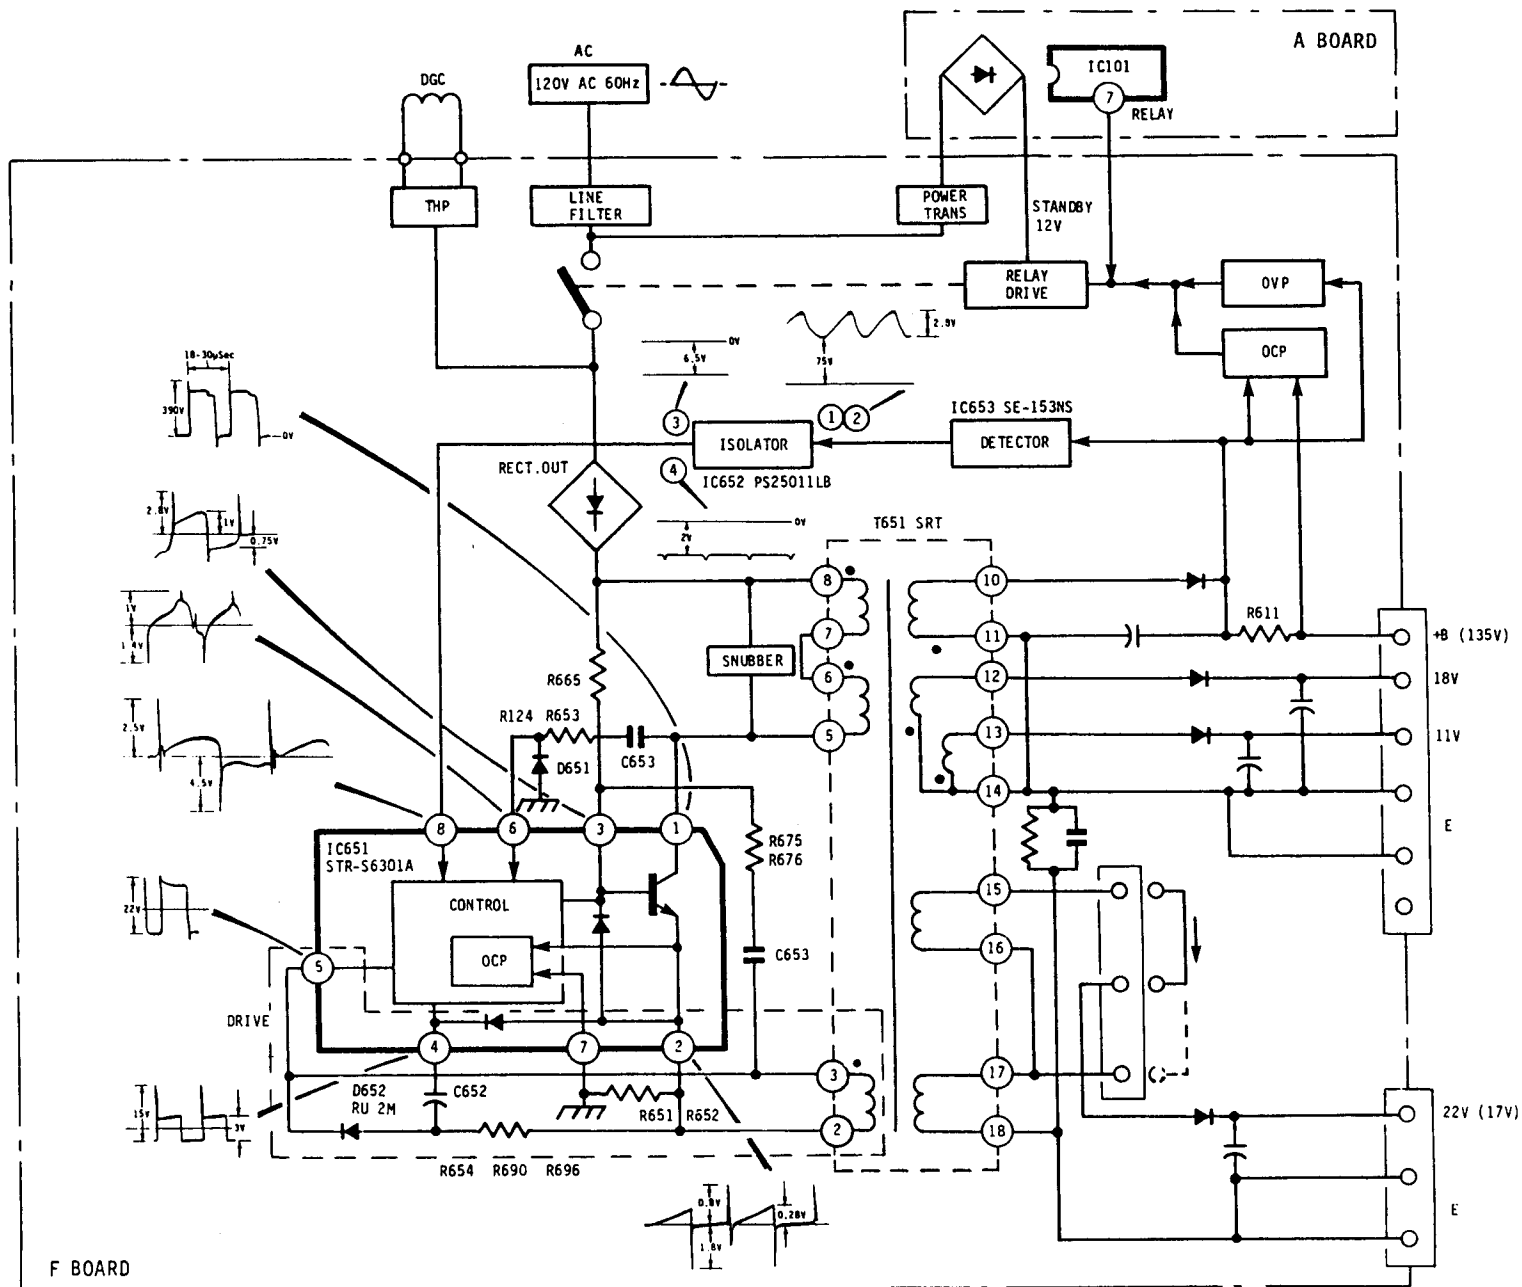 A BOARD
AC
120V AC 60Hz
DGC
IC101
7
RELAY
THP
LINE
FILTER
POWER
TRANS
STANDBY
12V
RELAY
DRIVE
OVP
OCP
2.9V
0V
6.5V
75V
18-30μSec
390V
0V
3
1 2
ISOLATOR
IC652 PS25011LB
IC653 SE-153NS
DETECTOR
RECT.OUT
4
0V
2V
T651 SRT
2.8V
1V
0.75V
8
7
6
5
10
11
12
13
14
R611
+B (135V)
18V
11V
E
1V
1.4V
SNUBBER
R665
R124 R653
D651
C653
2.5V
4.5V
8
6
3
1
IC651
STR-S6301A
R675
R676
CONTROL
OCP
C653
22V
5
DRIVE
4
7
2
15
16
17
18
3
2
15V
3V
D652
RU 2M
C652
R651 R652
R654 R690 R696
0.8V
0.28V
1.8V
22V (17V)
E
F BOARD